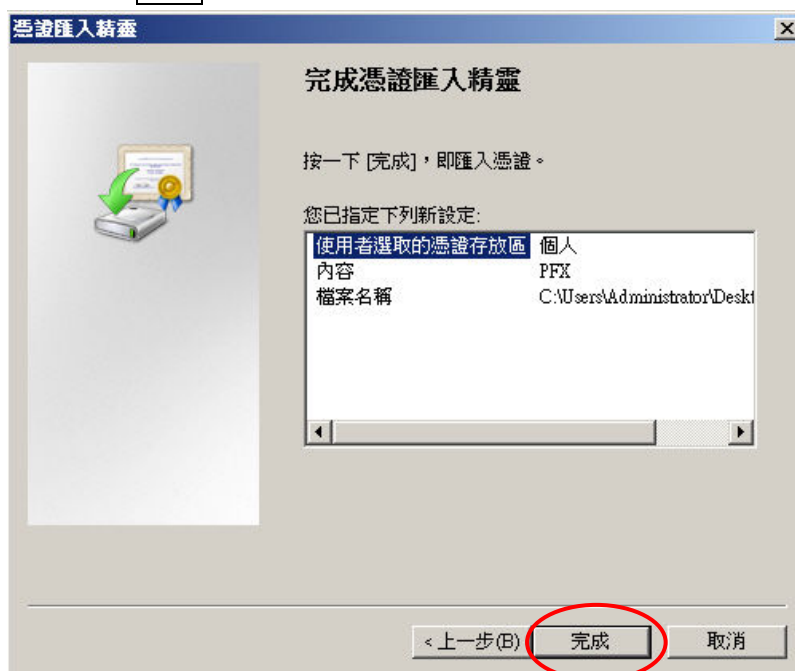 憑證匯入精靈
完成憑證匯入精靈
按一下 [完成]，即匯入憑證。
您已指定下列新設定:
使用者選取的憑證存放區 個人
內容 PFX
檔案名稱 C:\Users\Administrator\Deskt
<上一步(B) 完成 取消